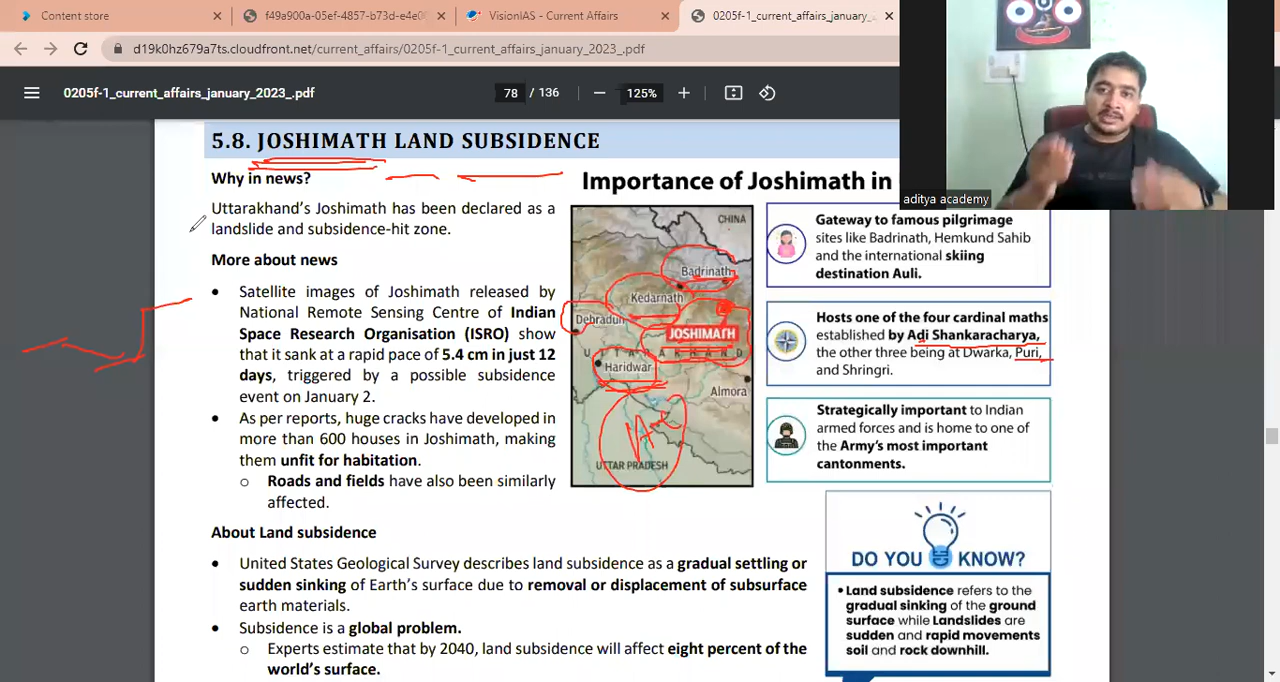 Content store
f49a900a-05ef-4857-b73d-e4e0
VisionIAS - Current Affairs
0205f-1_current_affairs_january_
d19k0hz679a7ts.cloudfront.net/current_affairs/0205f-1_current_affairs_january_2023_.pdf
0205f-1_current_affairs_january_2023_.pdf
78 / 136
125%
aditya academy
5.8. JOSHIMATH LAND SUBSIDENCE
Why in news?
Uttarakhand’s Joshimath has been declared as a
landslide and subsidence-hit zone.
More about news
• Satellite images of Joshimath released by
National Remote Sensing Centre of Indian
Space Research Organisation (ISRO) show
that it sank at a rapid pace of 5.4 cm in just 12
days, triggered by a possible subsidence
event on January 2.
• As per reports, huge cracks have developed in
more than 600 houses in Joshimath, making
them unfit for habitation.
o Roads and fields have also been similarly
affected.
Importance of Joshimath in
CHINA
Badrinath
Kedarnath
Debradun
JOSHIMATH
UTTARAKHAND
Haridwar
Almora
UTTAR PRADESH
Gateway to famous pilgrimage
sites like Badrinath, Hemkund Sahib
and the international skiing
destination Auli.
Hosts one of the four cardinal maths
established by Adi Shankaracharya,
the other three being at Dwarka, Puri,
and Shringri.
Strategically important to Indian
armed forces and is home to one of
the Army’s most important
cantonments.
About Land subsidence
• United States Geological Survey describes land subsidence as a gradual settling or
sudden sinking of Earth’s surface due to removal or displacement of subsurface
earth materials.
• Subsidence is a global problem.
o Experts estimate that by 2040, land subsidence will affect eight percent of the
world’s surface.
DO YOU KNOW?
• Land subsidence refers to the
gradual sinking of the ground
surface while Landslides are
sudden and rapid movements
soil and rock downhill.